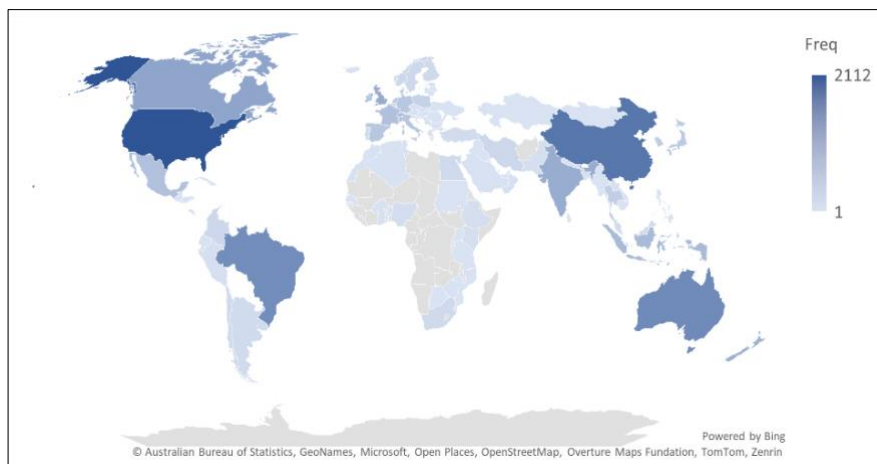 Freq
2112
1
Powered by Bing
© Australian Bureau of Statistics, GeoNames, Microsoft, Open Places, OpenStreetMap, Overture Maps Fundation, TomTom, Zenrin